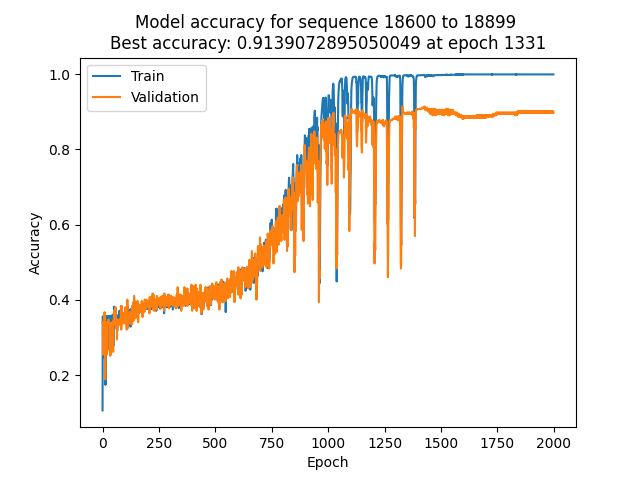 Model accuracy for sequence 18600 to 18899
Best accuracy: 0.9139072895050049 at epoch 1331
Train
Validation
1.0
0.8
0.6
0.4
0.2
Accuracy
0
250
500
750
1000
1250
1500
1750
2000
Epoch